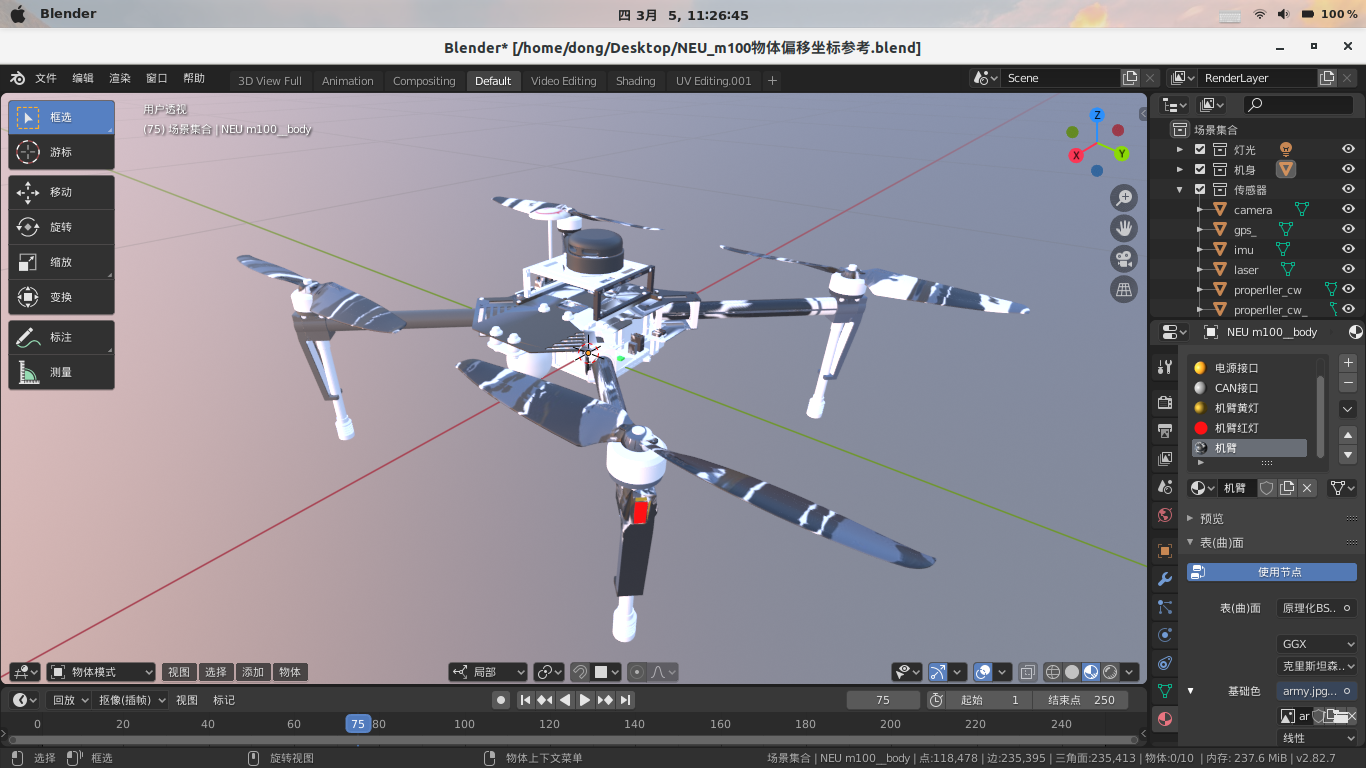 Blender
四 3月 5, 11:26:45
100 %
Blender* [/home/dong/Desktop/NEU_m100物体偏移坐标参考.blend]
文件 编辑 渲染 窗口 帮助
3D View Full Animation Compositing Default Video Editing Shading UV Editing.001 +
Scene
RenderLayer
框选
游标
移动
旋转
缩放
变换
标注
测量
用户透视
(75) 场景集合 | NEU m100__body
Z
X
Y
场景集合
灯光
机身
传感器
camera
gps_
imu
laser
properller_cw
properller_cw_
NEU m100__body
电源接口
CAN接口
机臂黄灯
机臂红灯
机臂
机臂
预览
表(曲)面
使用节点
表(曲)面 原理化BS..
GGX
克里斯坦森..
基础色 army.jpg...
ar
线性
物体模式 视图 选择 添加 物体
局部
回放 抠像(插帧) 视图 标记
75
起始 1
结束点 250
0 20 40 60 75 80 100 120 140 160 180 200 220 240
选择 框选 旋转视图 物体上下文菜单
场景集合 | NEU m100__body | 点:118,478 | 边:235,395 | 三角面:235,413 | 物体:0/10 | 内存: 237.6 MiB | v2.82.7